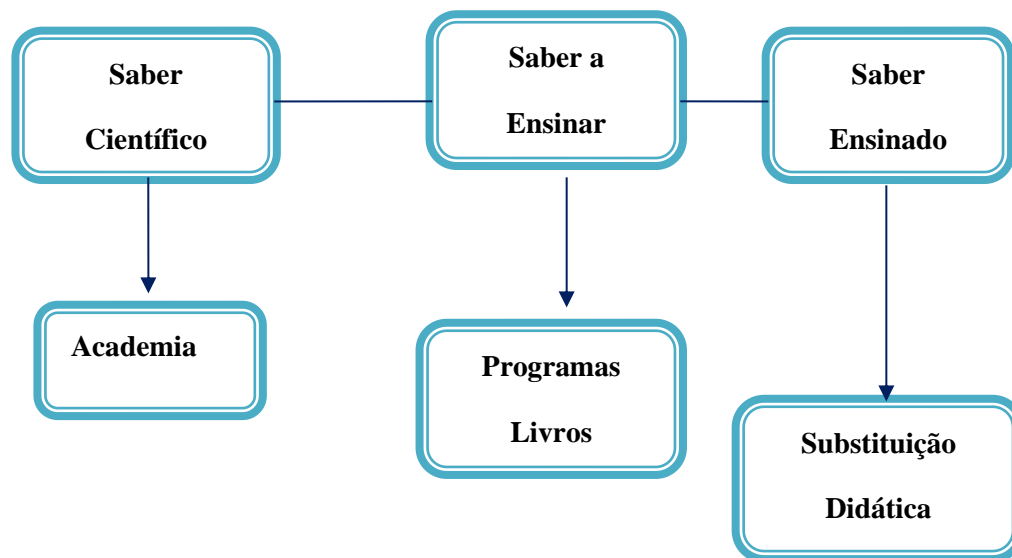 Saber
Científico
Saber a
Ensinar
Saber
Ensinado
Academia
Programas
Livros
Substituição
Didática